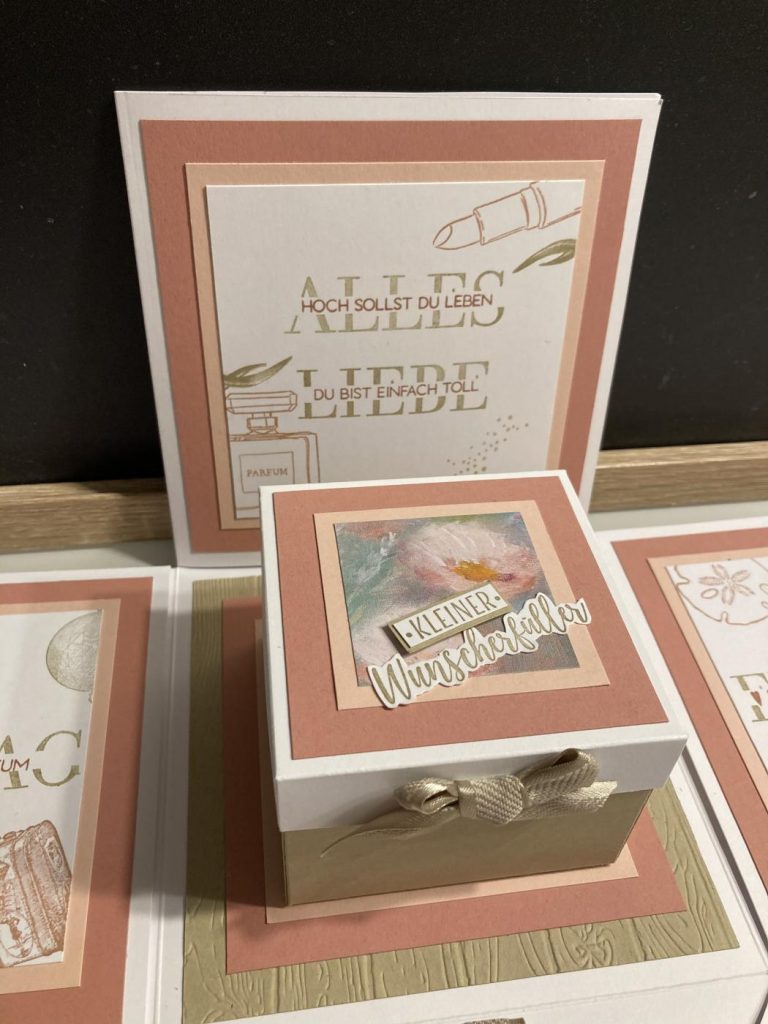 ALLES
HOCH SOLLST DU LEBEN
LIEBE
DU BIST EINFACH TOLL
PARFUM
• KLEINER •
Wunscherfüller